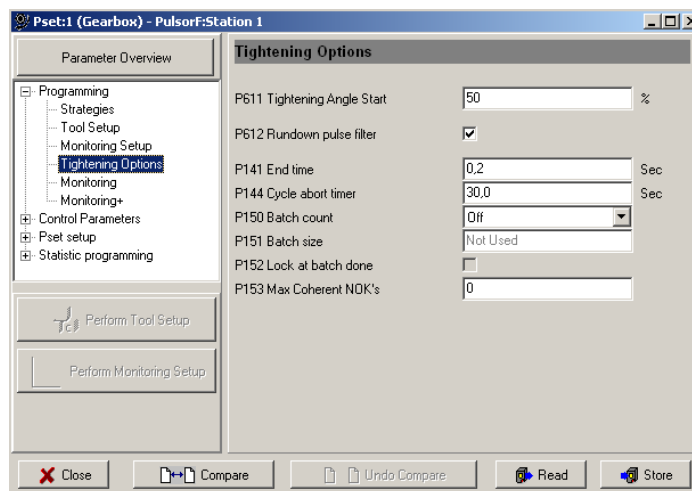 Pset:1 (Gearbox) - PulsorF:Station 1
Parameter Overview
Programming
Strategies
Tool Setup
Monitoring Setup
Tightening Options
Monitoring
Monitoring+
Control Parameters
Pset setup
Statistic programming
Perform Tool Setup
Perform Monitoring Setup
Tightening Options
P611 Tightening Angle Start 50 %
P612 Rundown pulse filter
P141 End time 0,2 Sec
P144 Cycle abort timer 30,0 Sec
P150 Batch count Off
P151 Batch size Not Used
P152 Lock at batch done
P153 Max Coherent NOK's 0
Close Compare Undo Compare Read Store